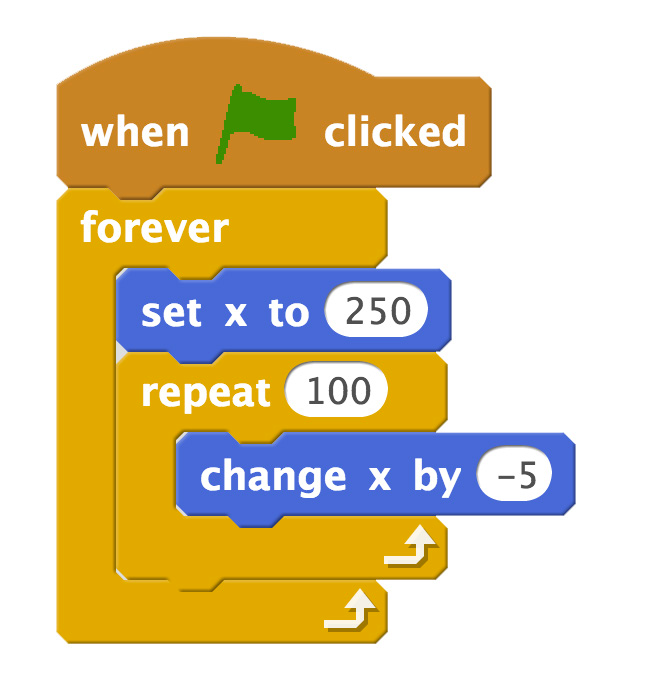 when clicked
forever
set x to 250
repeat 100
change x by -5